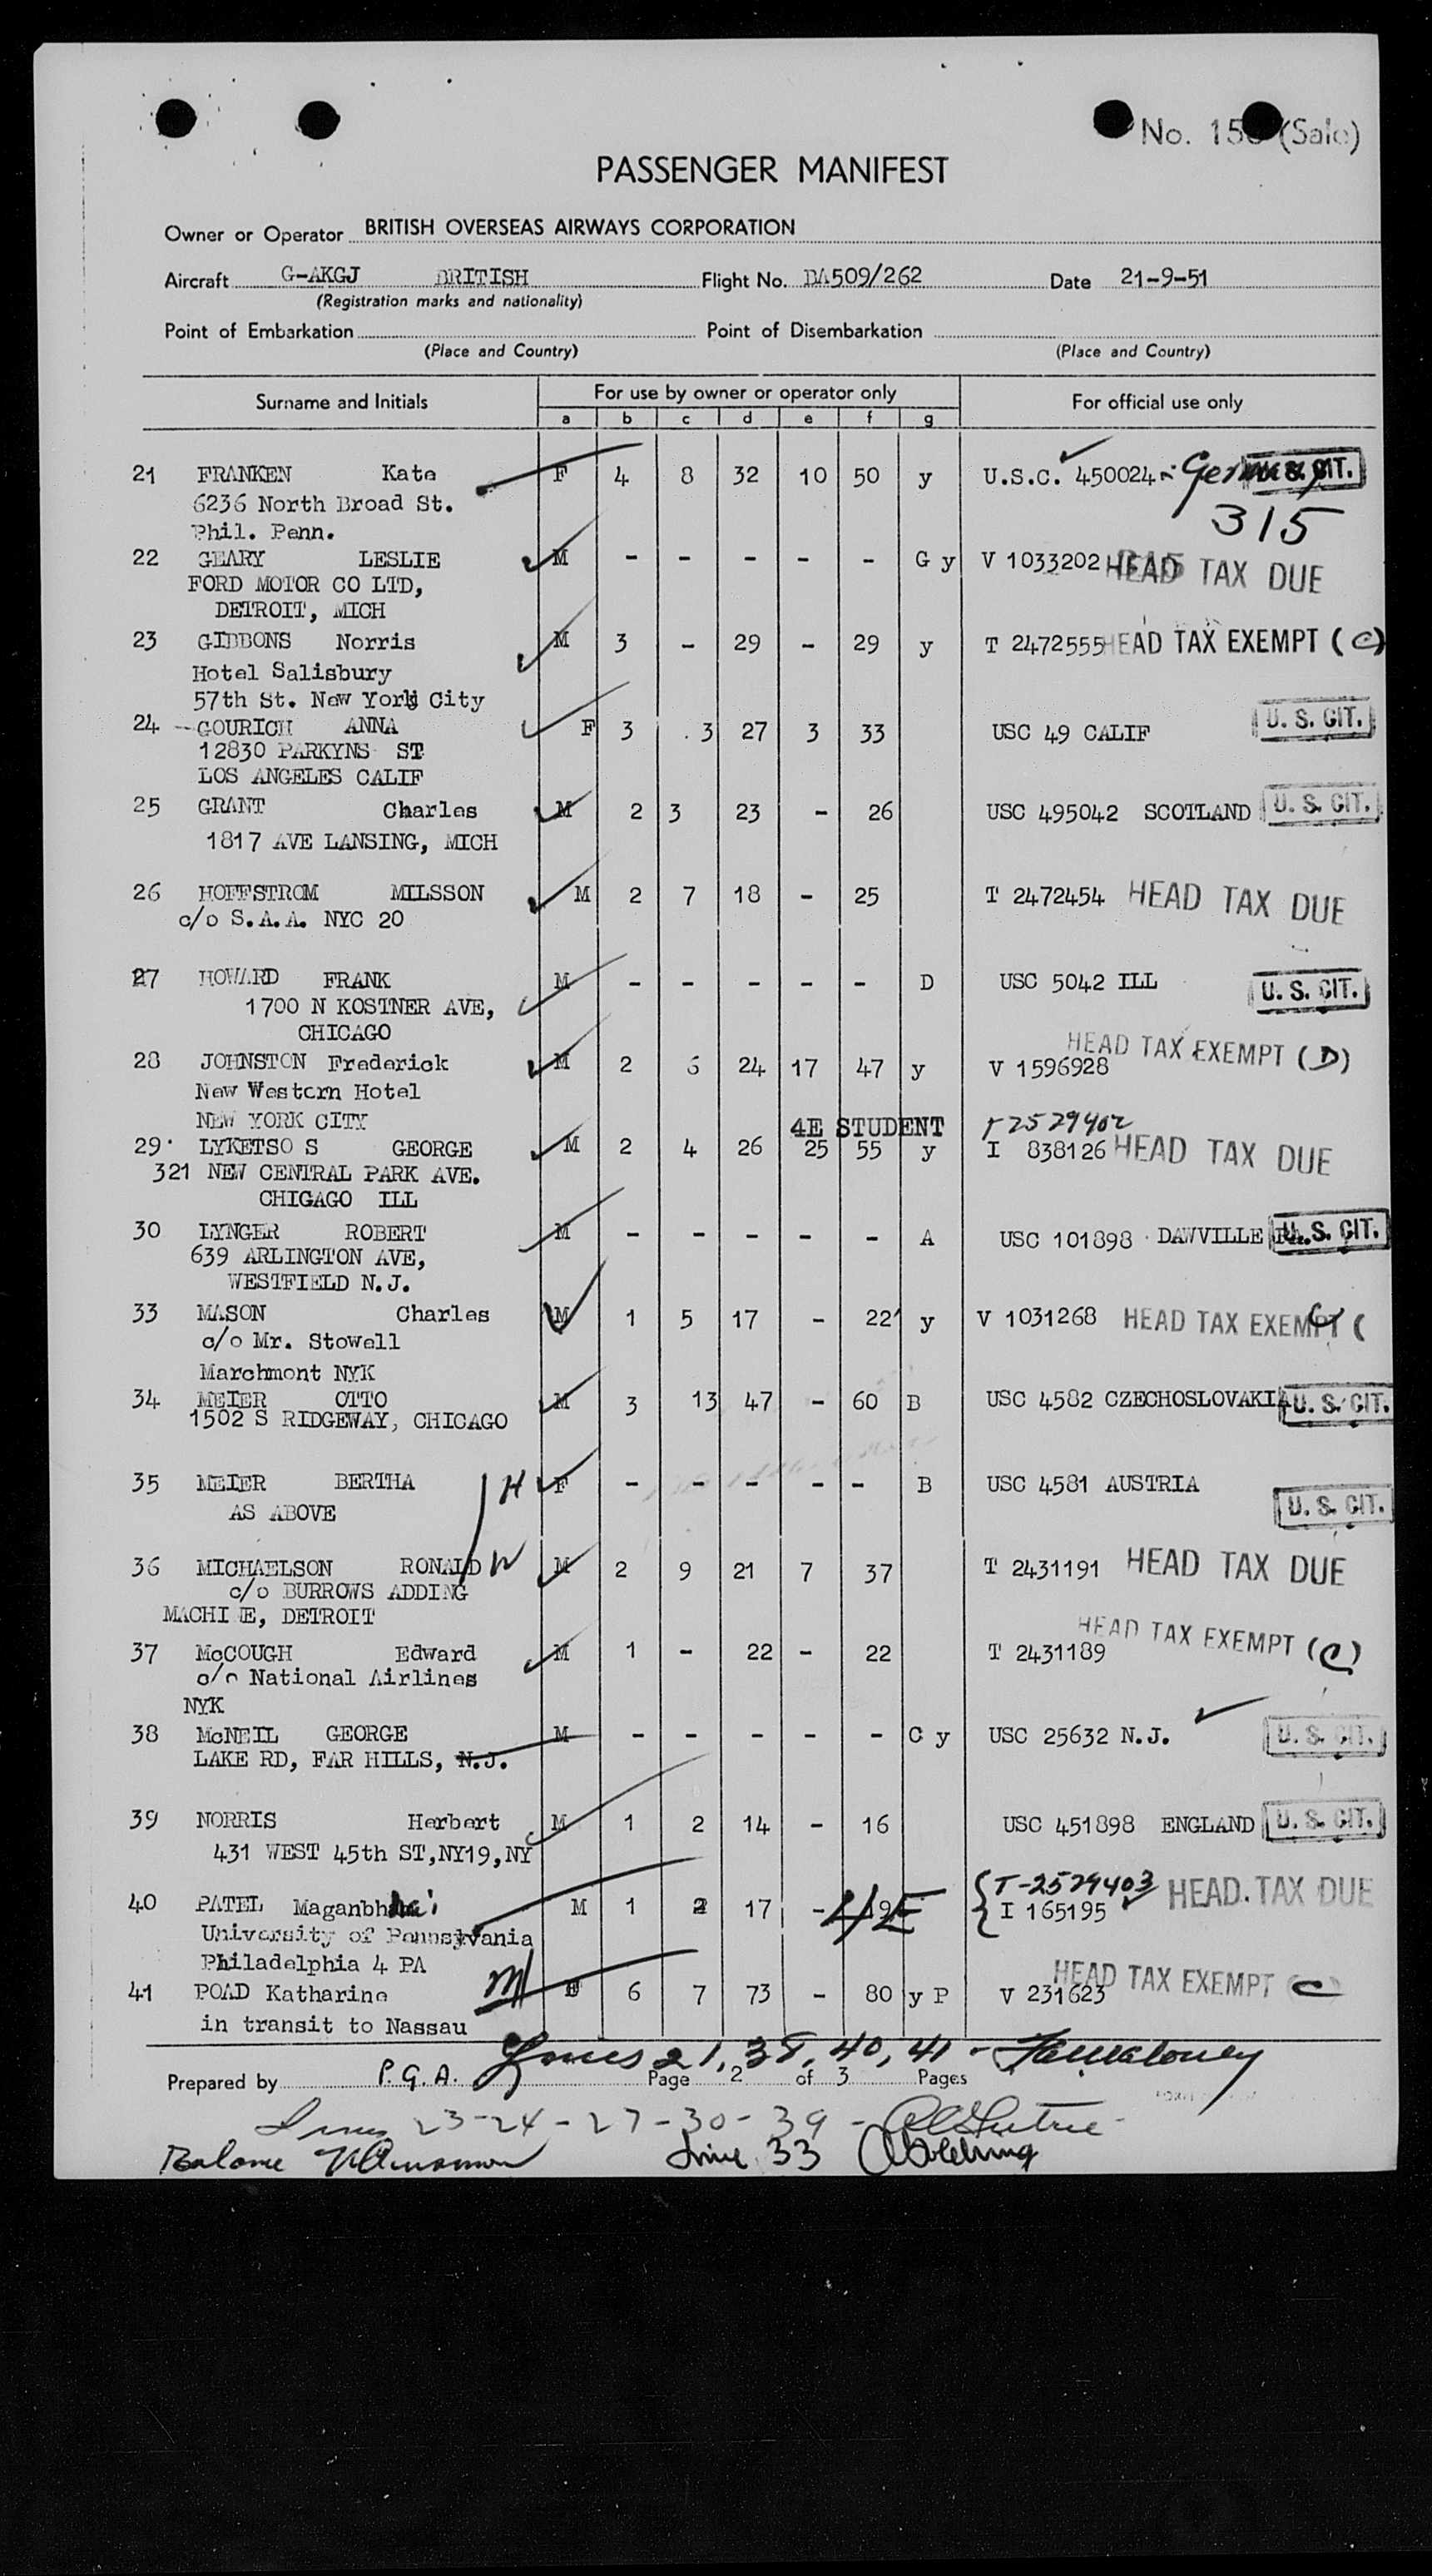 No. 15 (Sale)
PASSENGER MANIFEST
Owner or Operator BRITISH OVERSEAS AIRWAYS CORPORATION
Aircraft G-AKGJ BRITISH Flight No. BA509/262 Date 21-9-51
(Registration marks and nationality)
Point of Embarkation Point of Disembarkation
(Place and Country) (Place and Country)
Surname and Initials For use by owner or operator only For official use only
a b c d e f g
21 FRANKEN Kate F 4 8 32 10 50 y U.S.C. 450024 Germany U.S. CIT.
6236 North Broad St. 315
Phil. Penn.
22 GEARY LESLIE M - - - - - G y V 1033202 HEAD TAX DUE
FORD MOTOR CO LTD,
DETROIT, MICH
23 GIBBONS Norris M 3 - 29 - 29 y T 2472555 HEAD TAX EXEMPT (C)
Hotel Salisbury
57th St. New York City
24 GOURICH ANNA F 3 3 27 3 33 USC 49 CALIF U.S. CIT.
12830 PARKYNS ST
LOS ANGELES CALIF
25 GRANT Charles M 2 3 23 - 26 USC 495042 SCOTLAND U.S. CIT.
1817 AVE LANSING, MICH
26 HOFFSTROM MILSSON M 2 7 18 - 25 T 2472454 HEAD TAX DUE
c/o S.A.A. NYC 20
27 HOWARD FRANK M - - - - - D USC 5042 ILL U.S. CIT.
1700 N KOSTNER AVE,
CHICAGO
HEAD TAX EXEMPT (D)
28 JOHNSTON Frederick M 2 6 24 17 47 y V 1596928
New Western Hotel
NEW YORK CITY 4E STUDENT T2529402
29 LYKETSO S GEORGE M 2 4 26 25 55 y I 838126 HEAD TAX DUE
321 NEW CENTRAL PARK AVE.
CHIGAGO ILL
30 LYNGER ROBERT M - - - - - A USC 101898 DAWVILLE U.S. CIT.
639 ARLINGTON AVE,
WESTFIELD N.J.
33 MASON Charles M 1 5 17 - 22 y V 1031268 HEAD TAX EXEMPT (C
c/o Mr. Stowell
Marchmont NYK
34 MEIER OTTO M 3 13 47 - 60 B USC 4582 CZECHOSLOVAKIA U.S. CIT.
1502 S RIDGEWAY, CHICAGO
35 MEIER BERTHA H F - - - - - B USC 4581 AUSTRIA
AS ABOVE U.S. CIT.
36 MICHAELSON RONALD W M 2 9 21 7 37 T 2431191 HEAD TAX DUE
c/o BURROWS ADDING
MACHI E, DETROIT
HEAD TAX EXEMPT (C)
37 McCOUGH Edward M 1 - 22 - 22 T 2431189
c/o National Airlines
NYK
38 McNEIL GEORGE M - - - - - C y USC 25632 N.J. U.S. CIT.
LAKE RD, FAR HILLS, N.J.
39 NORRIS Herbert M 1 2 14 - 16 USC 451898 ENGLAND U.S. CIT.
431 WEST 45th ST,NY19,NY
T-2529403 HEAD TAX DUE
40 PATEL Maganbhai M 1 2 17 - 19 4E I 165195
University of Pennsylvania
Philadelphia 4 PA
HEAD TAX EXEMPT C
41 POAD Katharine M F 6 7 73 - 80 y P V 231623
in transit to Nassau
Lines 21, 38, 40, 41 -
Prepared by P.G.A. Page 2 of 3 Pages
Lines 23-24-27-30-39-
Balance Line 33